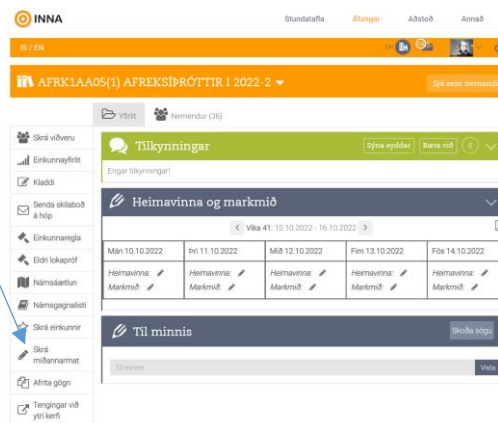 INNA
Stundatafla Áfangar Aðstoð Annað
IS / EN
AFRK1AA05(1) AFREKSÍÞRÓTTIR I 2022-2
Sjá sem nemandi
Yfirlit Nemendur (36)
Skrá viðveru
Einkunnayfirlit
Kladdi
Senda skilaboð
á hóp
Einkunnaregla
Eldri lokapróf
Námsáætlun
Námsgagnalisti
Skrá einkunnir
Skrá
miðannarmat
Afrita gögn
Tengingar við
ytri kerfi
Tilkynningar Sýna eyddar Bæta við 0
Engar tilkynningar!
Heimavinna og markmið
Vika 41: 10.10.2022 - 16.10.2022
Mán 10.10.2022 Þri 11.10.2022 Mið 12.10.2022 Fim 13.10.2022 Fös 14.10.2022
Heimavinna: Heimavinna: Heimavinna: Heimavinna: Heimavinna:
Markmið: Markmið: Markmið: Markmið: Markmið:
Til minnis Skoða sögu
Til minnis Vista